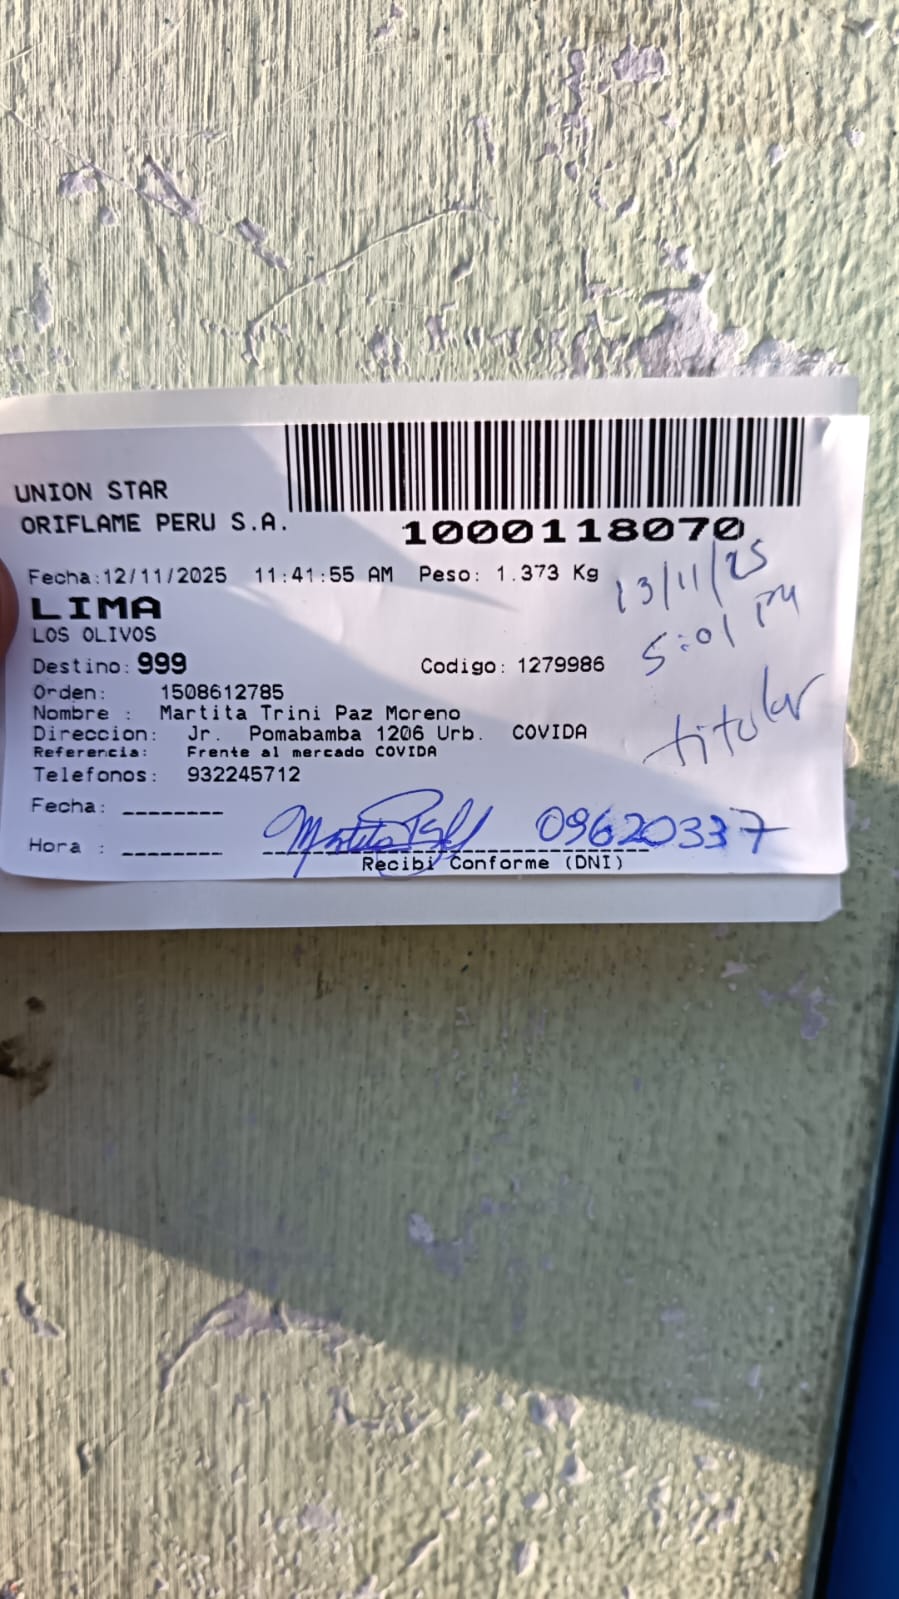 UNION STAR
ORIFLAME PERU S.A.
1000118070
Fecha:12/11/2025 11:41:55 AM Peso: 1.373 Kg
13/11/25
LIMA
5:01 PM
LOS OLIVOS
Destino: 999 Codigo: 1279986
Orden: 1508612785
titular
Nombre : Martita Trini Paz Moreno
Direccion: Jr. Pomabamba 1206 Urb. COVIDA
Referencia: Frente al mercado COVIDA
Telefonos: 932245712
Fecha: --------
09620337
Hora : --------
Recibi Conforme (DNI)